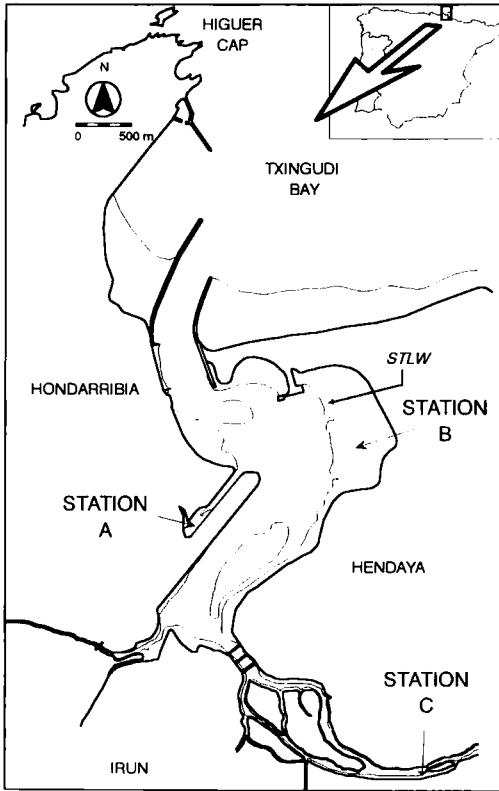 HIGUER
CAP
N
0 500 m
TXINGUDI
BAY
STLW
HONDARRIBIA
STATION
B
STATION
A
HENDAYA
STATION
C
IRUN